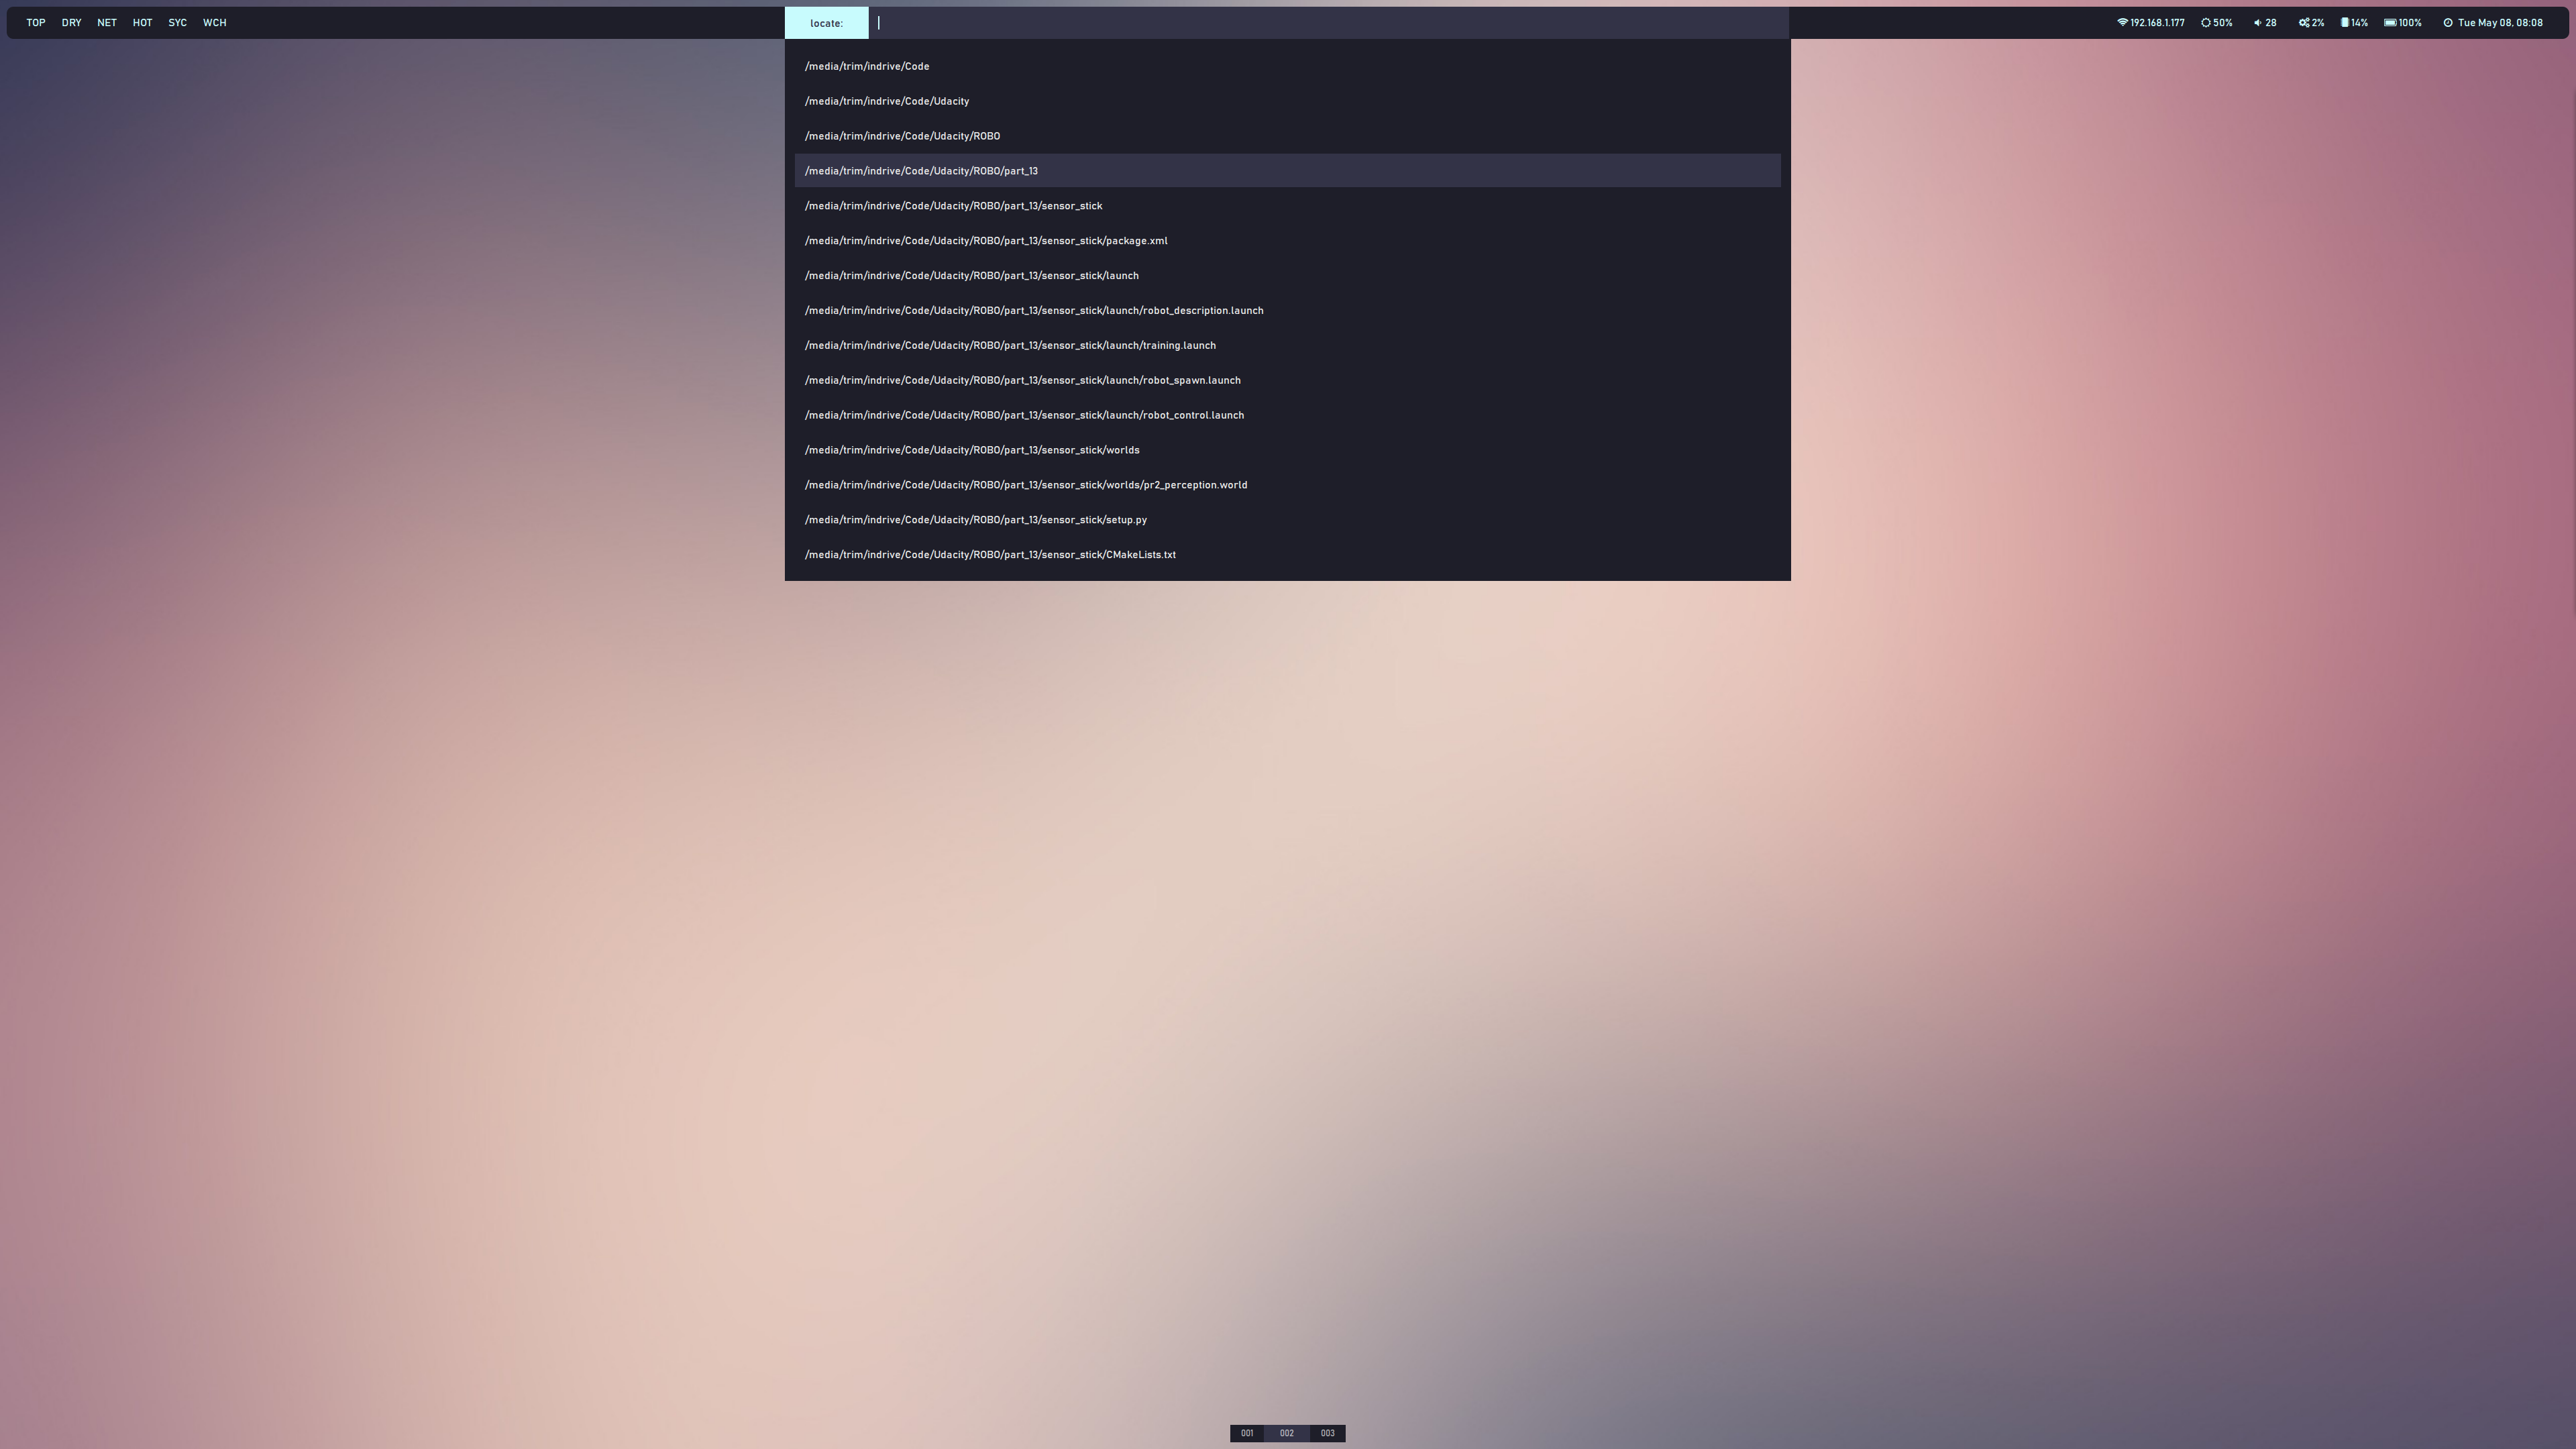 TOP DRY NET HOT SYC WCH locate: 192.168.1.177 50% 28 2% 14% 100% Tue May 08, 08:08
/media/trim/indrive/Code
/media/trim/indrive/Code/Udacity
/media/trim/indrive/Code/Udacity/ROBO
/media/trim/indrive/Code/Udacity/ROBO/part_13
/media/trim/indrive/Code/Udacity/ROBO/part_13/sensor_stick
/media/trim/indrive/Code/Udacity/ROBO/part_13/sensor_stick/package.xml
/media/trim/indrive/Code/Udacity/ROBO/part_13/sensor_stick/launch
/media/trim/indrive/Code/Udacity/ROBO/part_13/sensor_stick/launch/robot_description.launch
/media/trim/indrive/Code/Udacity/ROBO/part_13/sensor_stick/launch/training.launch
/media/trim/indrive/Code/Udacity/ROBO/part_13/sensor_stick/launch/robot_spawn.launch
/media/trim/indrive/Code/Udacity/ROBO/part_13/sensor_stick/launch/robot_control.launch
/media/trim/indrive/Code/Udacity/ROBO/part_13/sensor_stick/worlds
/media/trim/indrive/Code/Udacity/ROBO/part_13/sensor_stick/worlds/pr2_perception.world
/media/trim/indrive/Code/Udacity/ROBO/part_13/sensor_stick/setup.py
/media/trim/indrive/Code/Udacity/ROBO/part_13/sensor_stick/CMakeLists.txt
001 002 003